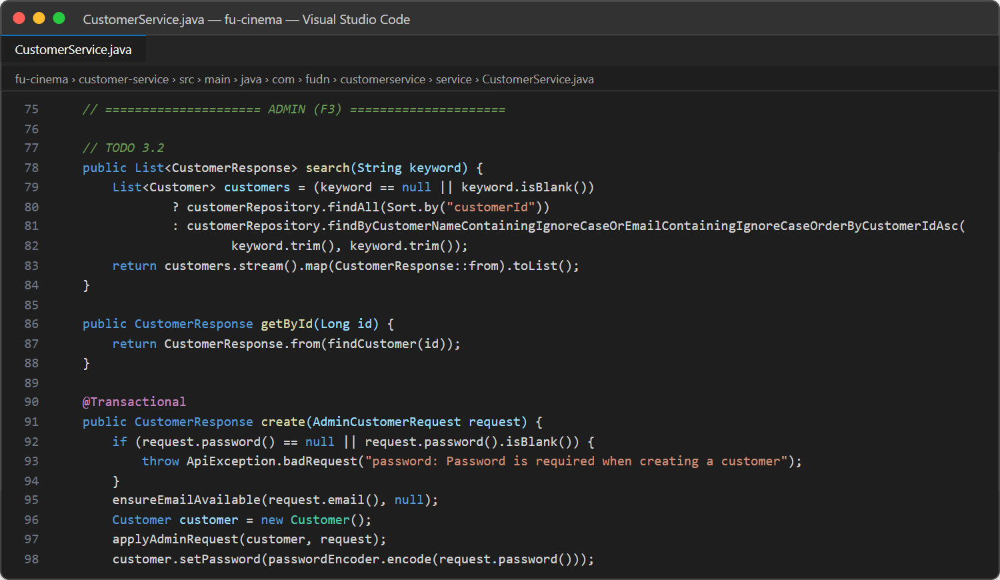 CustomerService.java — fu-cinema — Visual Studio Code
CustomerService.java
fu-cinema › customer-service › src › main › java › com › fudn › customerservice › service › CustomerService.java
75 // ===================== ADMIN (F3) =====================
76
77 // TODO 3.2
78 public List<CustomerResponse> search(String keyword) {
79 List<Customer> customers = (keyword == null || keyword.isBlank())
80 ? customerRepository.findAll(Sort.by("customerId"))
81 : customerRepository.findByCustomerNameContainingIgnoreCaseOrEmailContainingIgnoreCaseOrderByCustomerIdAsc(
82 keyword.trim(), keyword.trim());
83 return customers.stream().map(CustomerResponse::from).toList();
84 }
85
86 public CustomerResponse getById(Long id) {
87 return CustomerResponse.from(findCustomer(id));
88 }
89
90 @Transactional
91 public CustomerResponse create(AdminCustomerRequest request) {
92 if (request.password() == null || request.password().isBlank()) {
93 throw ApiException.badRequest("password: Password is required when creating a customer");
94 }
95 ensureEmailAvailable(request.email(), null);
96 Customer customer = new Customer();
97 applyAdminRequest(customer, request);
98 customer.setPassword(passwordEncoder.encode(request.password()));